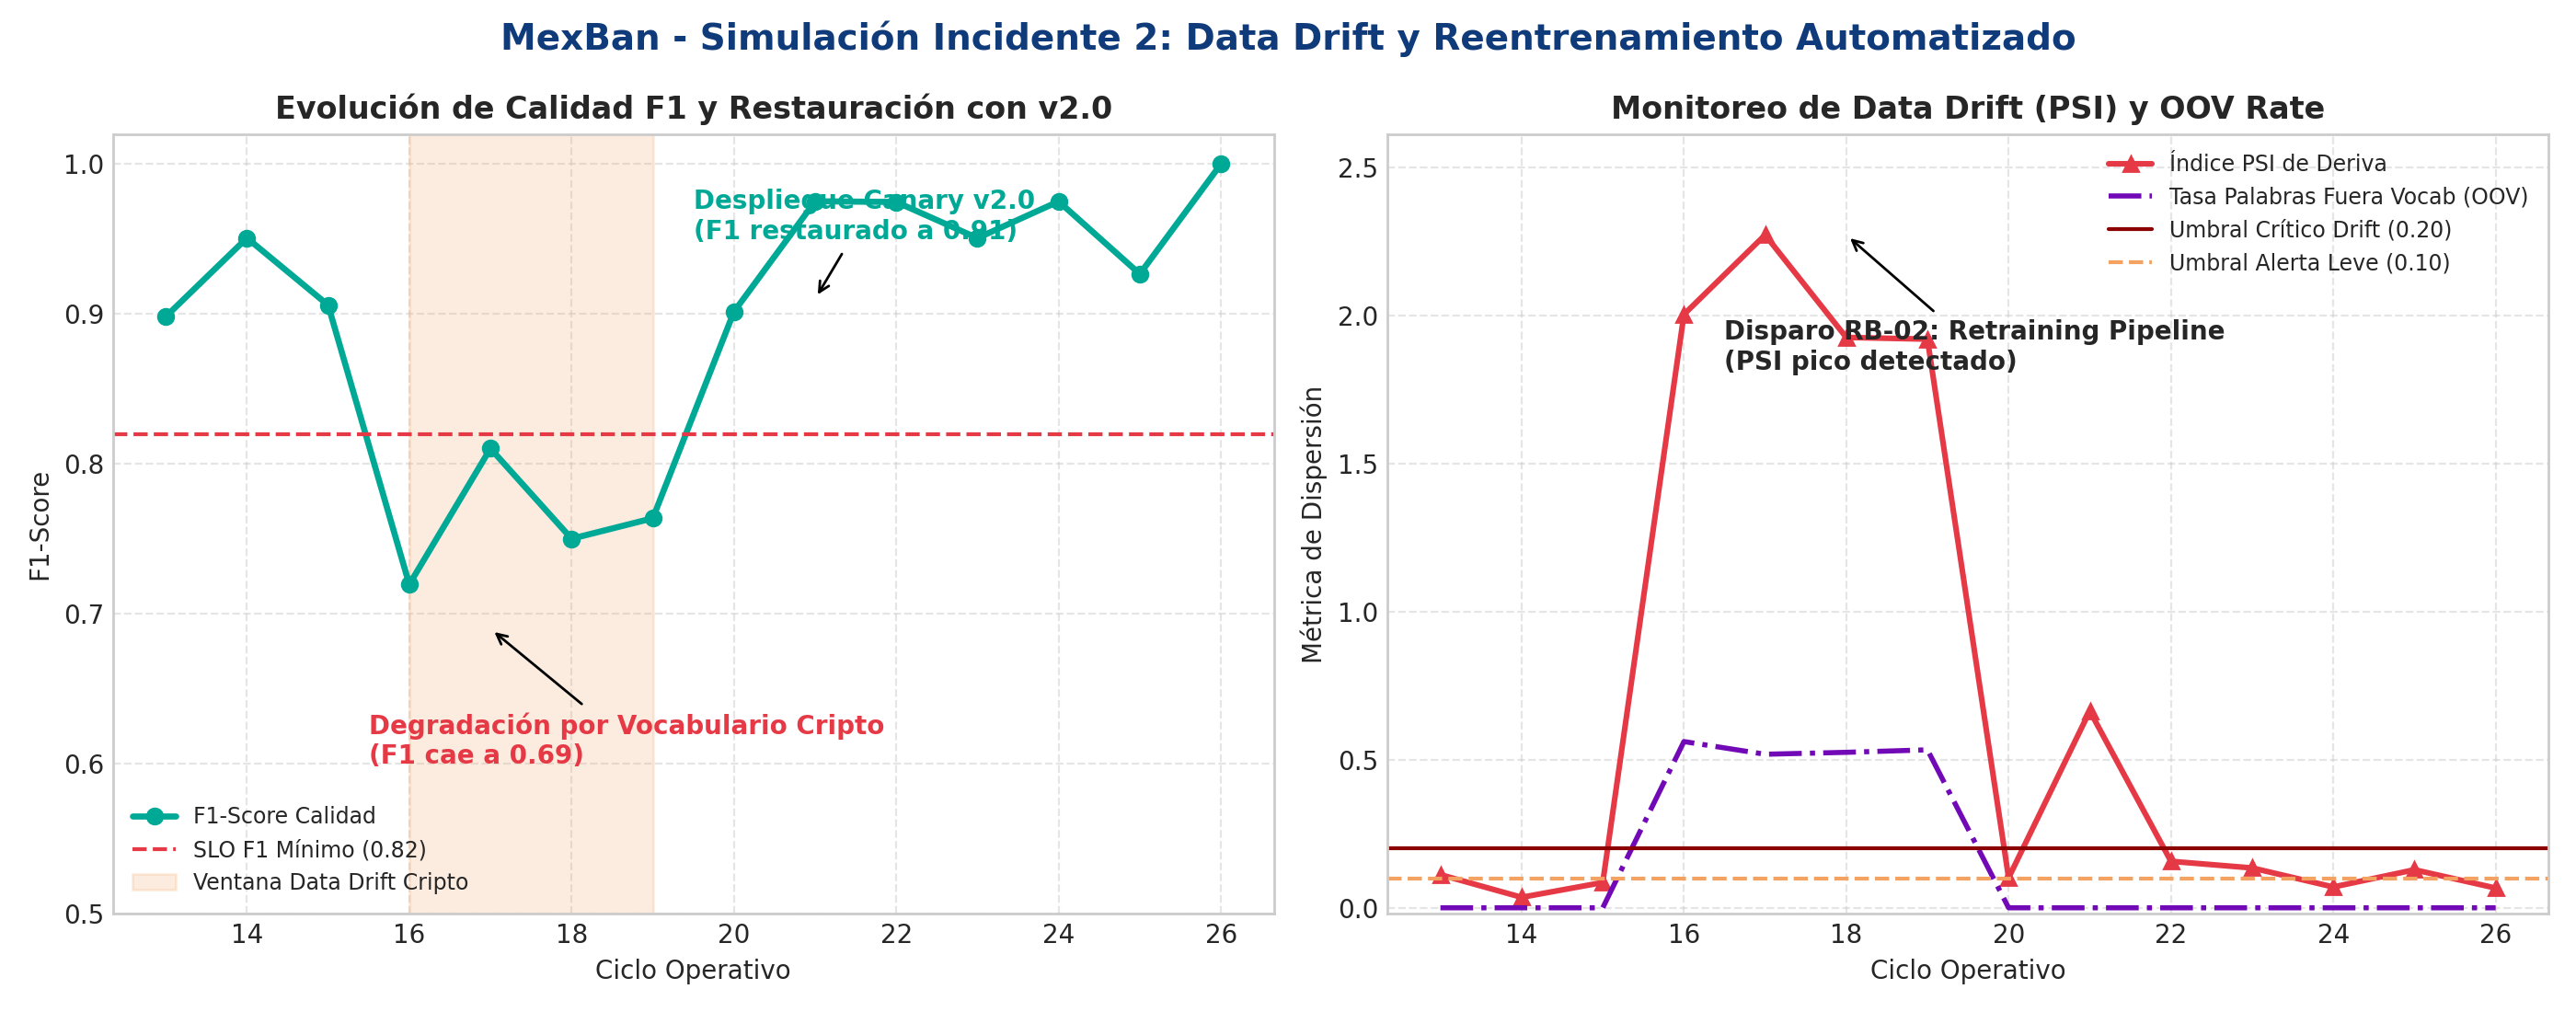 MexBan - Simulación Incidente 2: Data Drift y Reentrenamiento Automatizado
Evolución de Calidad F1 y Restauración con v2.0
F1-Score
1.0
0.9
0.8
0.7
0.6
0.5
Despliegue Canary v2.0
(F1 restaurado a 0.91)
Degradación por Vocabulario Cripto
(F1 cae a 0.69)
F1-Score Calidad
SLO F1 Mínimo (0.82)
Ventana Data Drift Cripto
14 16 18 20 22 24 26
Ciclo Operativo
Monitoreo de Data Drift (PSI) y OOV Rate
Métrica de Dispersión
2.5
2.0
1.5
1.0
0.5
0.0
Índice PSI de Deriva
Tasa Palabras Fuera Vocab (OOV)
Umbral Crítico Drift (0.20)
Umbral Alerta Leve (0.10)
Disparo RB-02: Retraining Pipeline
(PSI pico detectado)
14 16 18 20 22 24 26
Ciclo Operativo